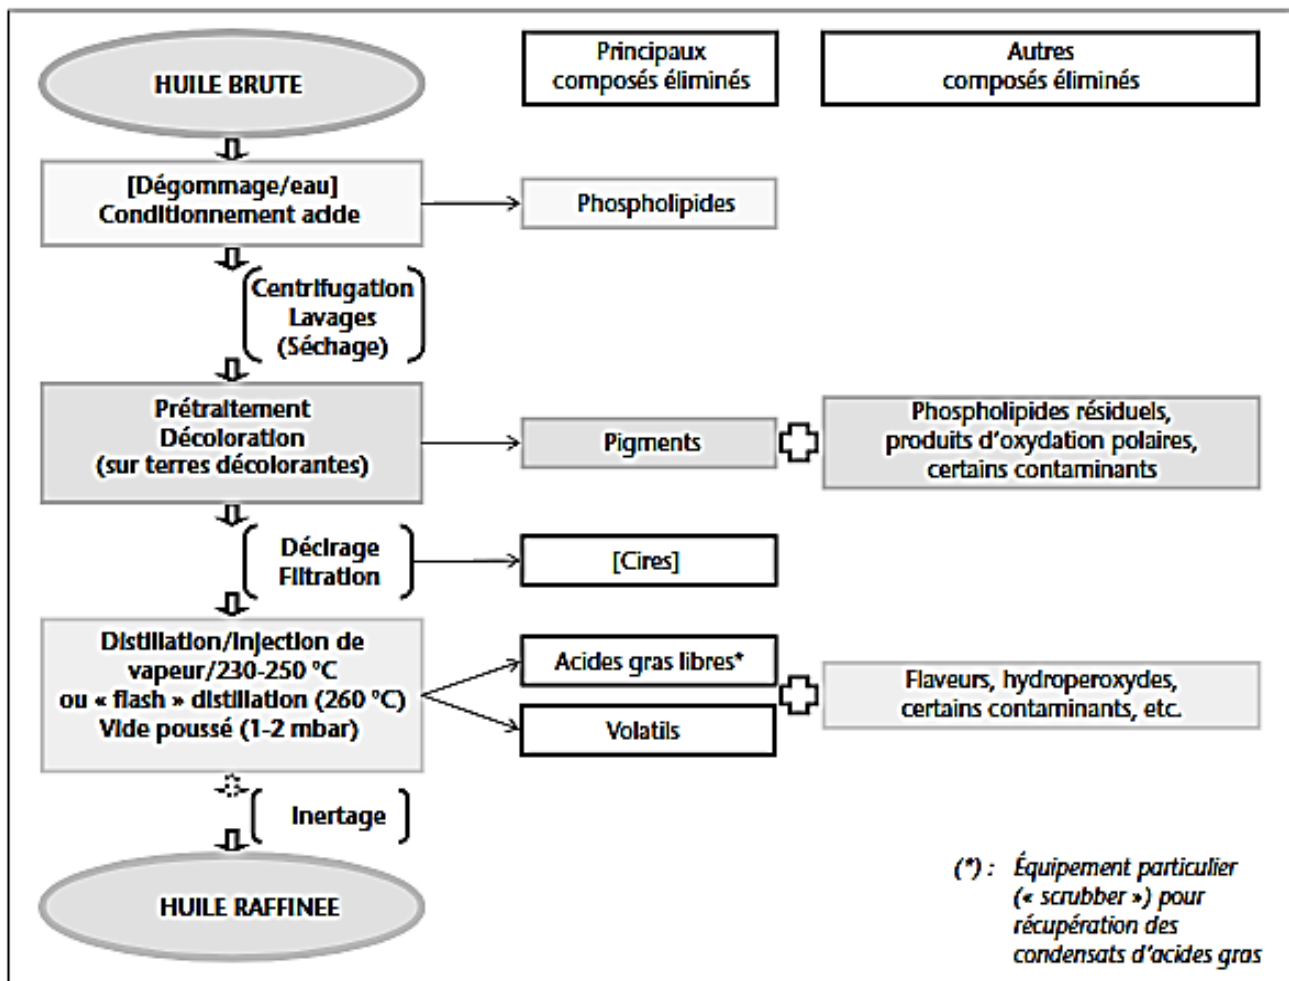 HUILE BRUTE
Principaux
composés éliminés
Autres
composés éliminés
[Dégommage/eau]
Conditionnement acide
Phospholipides
Centrifugation
Lavages
(Séchage)
Prétraitement
Décoloration
(sur terres décolorantes)
Pigments
Phospholipides résiduels,
produits d'oxydation polaires,
certains contaminants
Décirage
Filtration
[Cires]
Distillation/injection de
vapeur/230-250 °C
ou « flash » distillation (260 °C)
Vide poussé (1-2 mbar)
Acides gras libres*
Volatils
Flaveurs, hydroperoxydes,
certains contaminants, etc.
Inertage
HUILE RAFFINEE
(*) : Équipement particulier
(« scrubber ») pour
récupération des
condensats d'acides gras